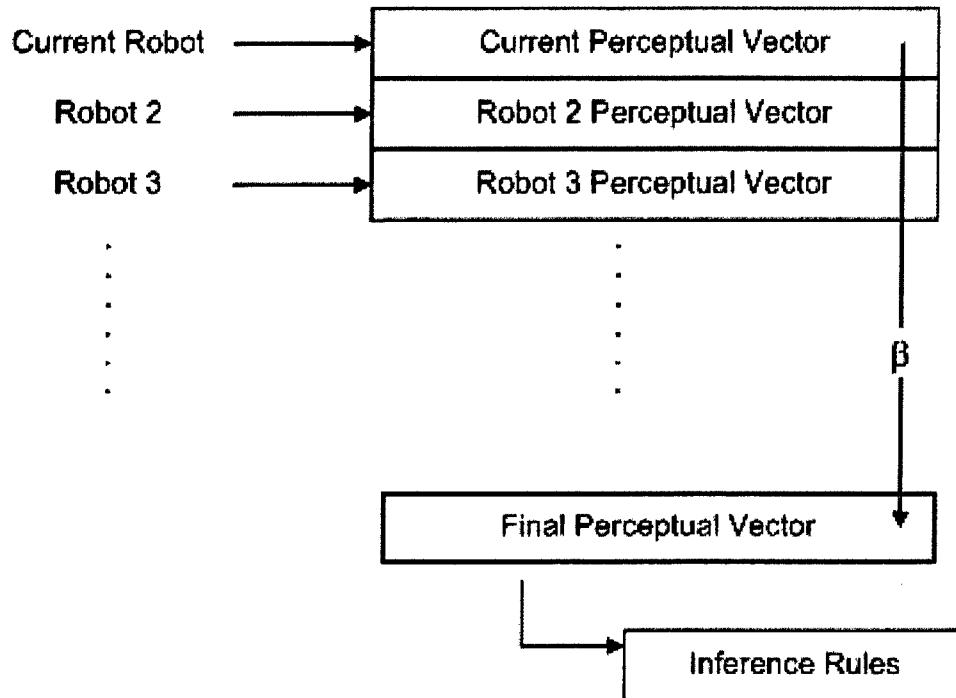 Current Robot
Current Perceptual Vector
Robot 2
Robot 2 Perceptual Vector
Robot 3
Robot 3 Perceptual Vector
β
Final Perceptual Vector
Inference Rules